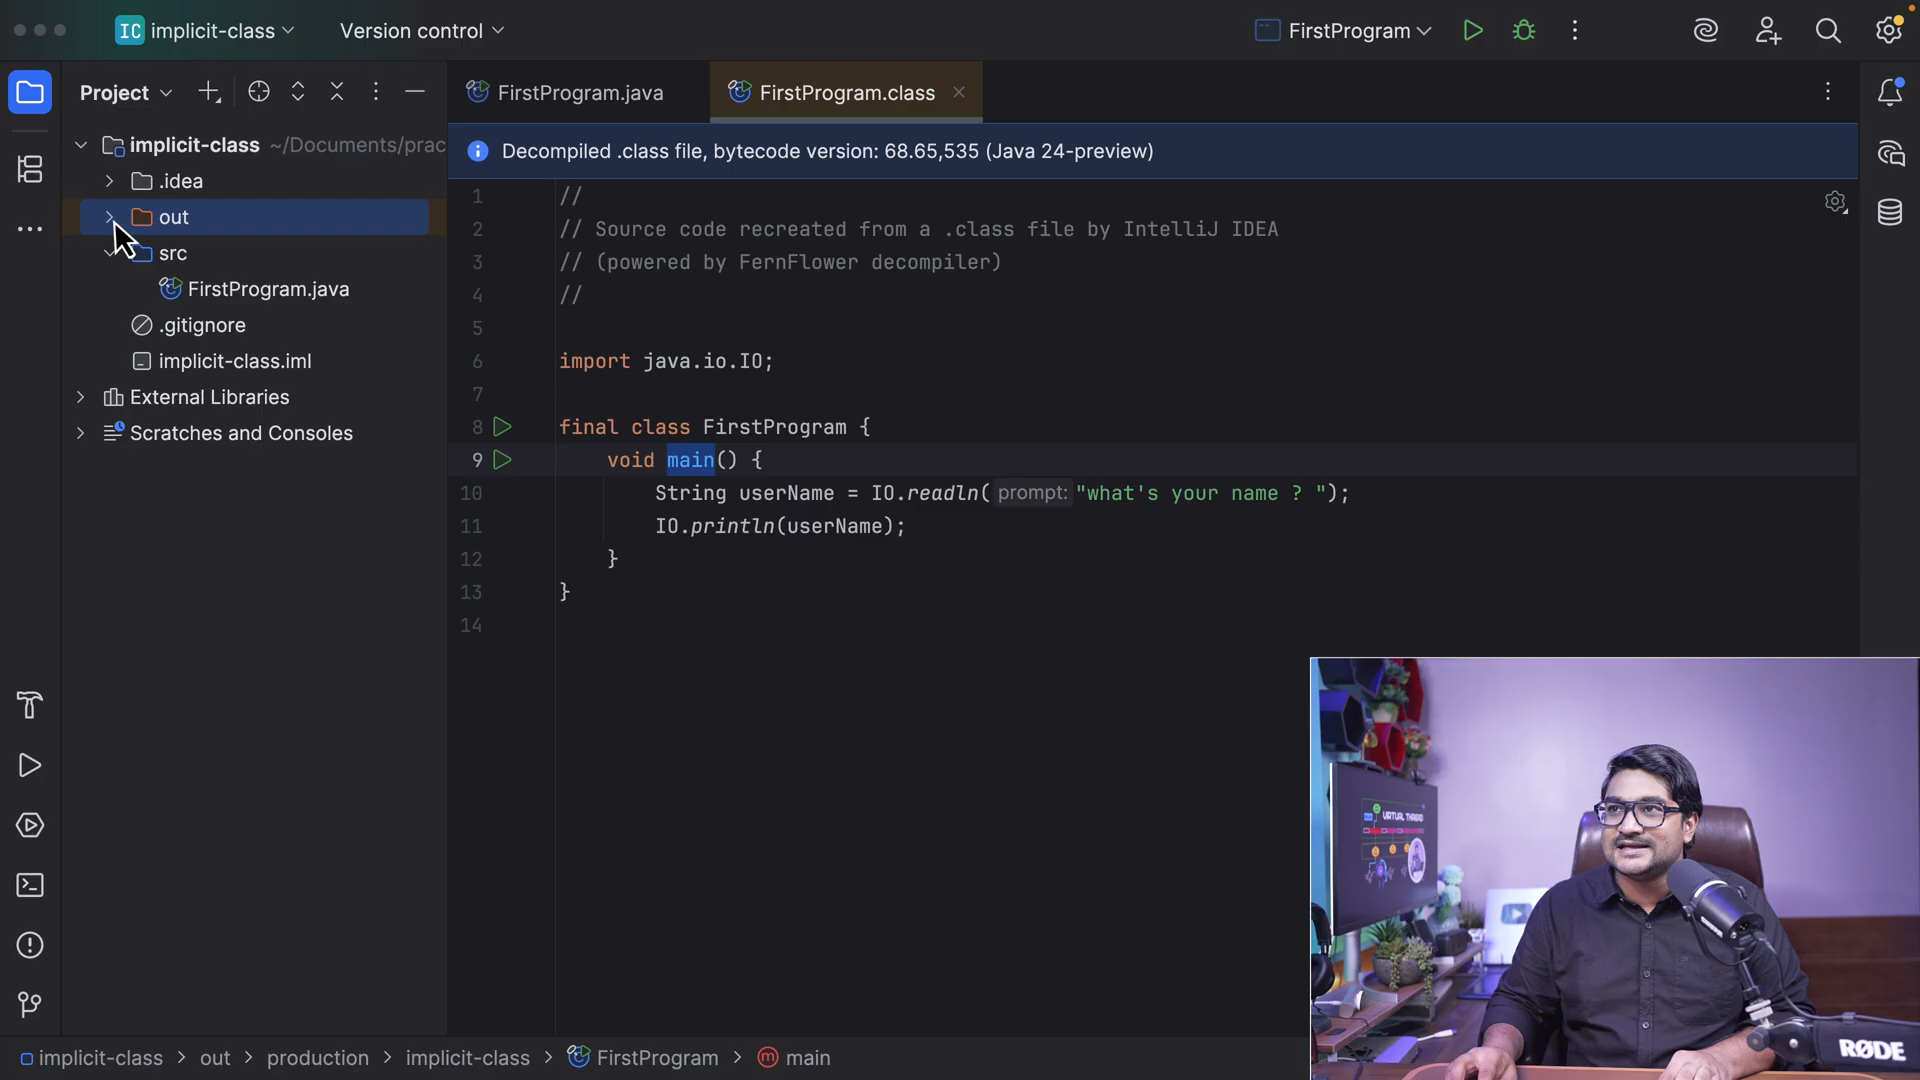 IC implicit-class
Version control
FirstProgram
Project
FirstProgram.java
FirstProgram.class
implicit-class ~/Documents/prac
.idea
out
src
FirstProgram.java
.gitignore
implicit-class.iml
External Libraries
Scratches and Consoles
Decompiled .class file, bytecode version: 68.65,535 (Java 24-preview)
1 //
2 // Source code recreated from a .class file by IntelliJ IDEA
3 // (powered by FernFlower decompiler)
4 //
5
6 import java.io.IO;
7
8 final class FirstProgram {
9 void main() {
10 String userName = IO.readln( prompt: "what's your name ? ");
11 IO.println(userName);
12 }
13 }
14
VIRTUAL THREAD
RØDE
implicit-class > out > production > implicit-class > FirstProgram > m main